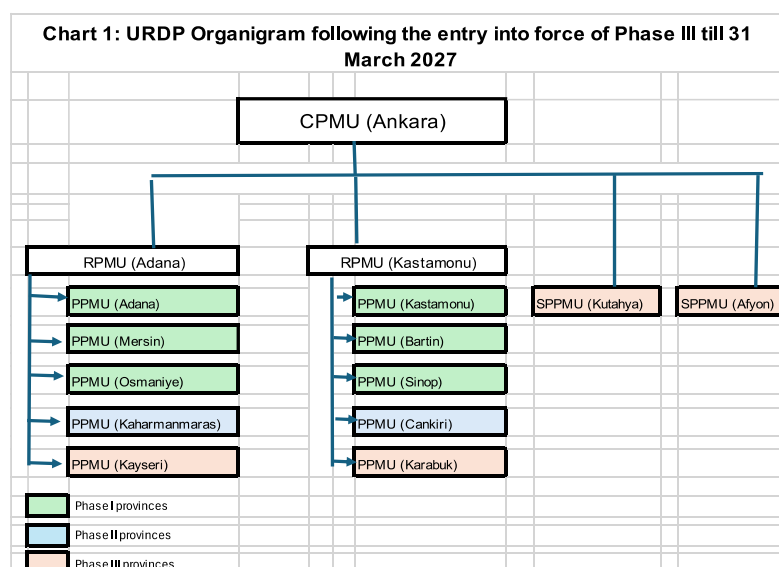 Chart 1: URDP Organigram following the entry into force of Phase III till 31
March 2027
CPMU (Ankara)
RPMU (Adana)
RPMU (Kastamonu)
PPMU (Adana)
PPMU (Kastamonu)
SPPMU (Kutahya)
SPPMU (Afyon)
PPMU (Mersin)
PPMU (Bartin)
PPMU (Osmaniye)
PPMU (Sinop)
PPMU (Kaharmanmaras)
PPMU (Cankiri)
PPMU (Kayseri)
PPMU (Karabuk)
Phase I provinces
Phase II provinces
Phase III provinces